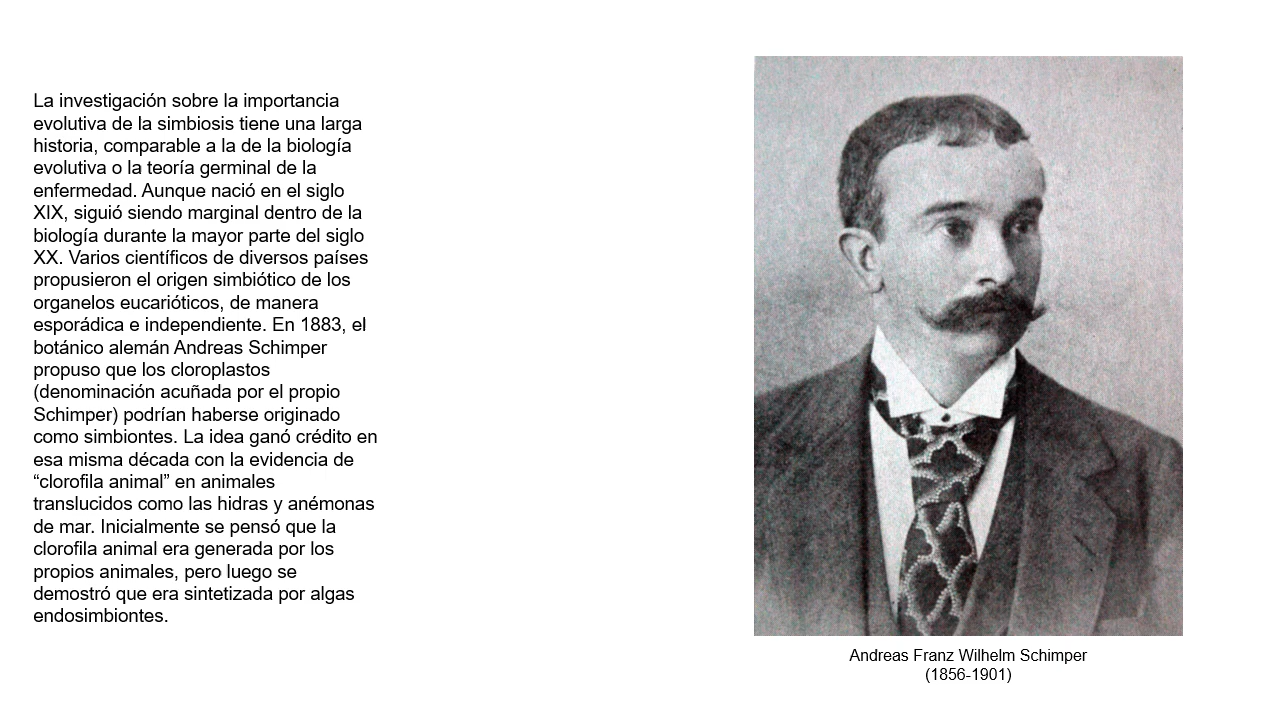 La investigación sobre la importancia
evolutiva de la simbiosis tiene una larga
historia, comparable a la de la biología
evolutiva o la teoría germinal de la
enfermedad. Aunque nació en el siglo
XIX, siguió siendo marginal dentro de la
biología durante la mayor parte del siglo
XX. Varios científicos de diversos países
propusieron el origen simbiótico de los
organelos eucarióticos, de manera
esporádica e independiente. En 1883, el
botánico alemán Andreas Schimper
propuso que los cloroplastos
(denominación acuñada por el propio
Schimper) podrían haberse originado
como simbiontes. La idea ganó crédito en
esa misma década con la evidencia de
“clorofila animal” en animales
translucidos como las hidras y anémonas
de mar. Inicialmente se pensó que la
clorofila animal era generada por los
propios animales, pero luego se
demostró que era sintetizada por algas
endosimbiontes.
Andreas Franz Wilhelm Schimper
(1856-1901)